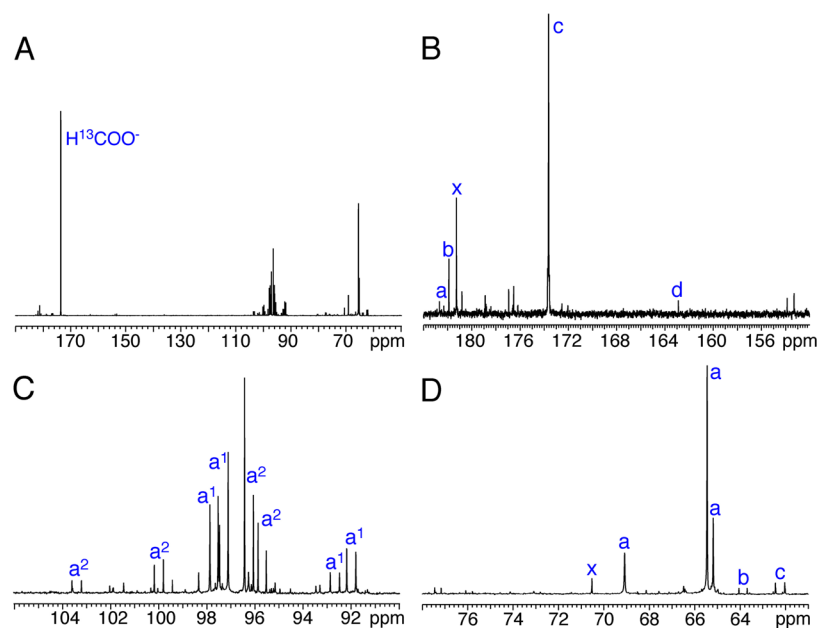 A
H¹³COO⁻
170 150 130 110 90 70 ppm
B
c
x
b
a
d
180 176 172 168 164 160 156 ppm
C
a¹
a¹
a²
a²
a²
a²
a¹
a¹
104 102 100 98 96 94 92 ppm
D
a
a
a
x
b
c
76 74 72 70 68 66 64 ppm